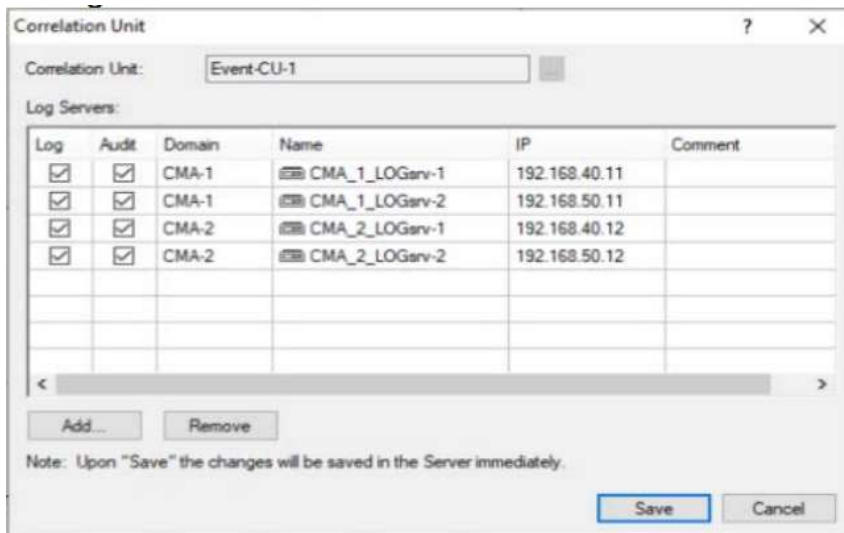 Correlation Unit ? ×
Correlation Unit: Event-CU-1 ...
Log Servers:
Log Audit Domain Name IP Comment
CMA-1 CMA_1_LOGsrv-1 192.168.40.11
CMA-1 CMA_1_LOGsrv-2 192.168.50.11
CMA-2 CMA_2_LOGsrv-1 192.168.40.12
CMA-2 CMA_2_LOGsrv-2 192.168.50.12
Add... Remove
Note: Upon "Save" the changes will be saved in the Server immediately.
Save Cancel